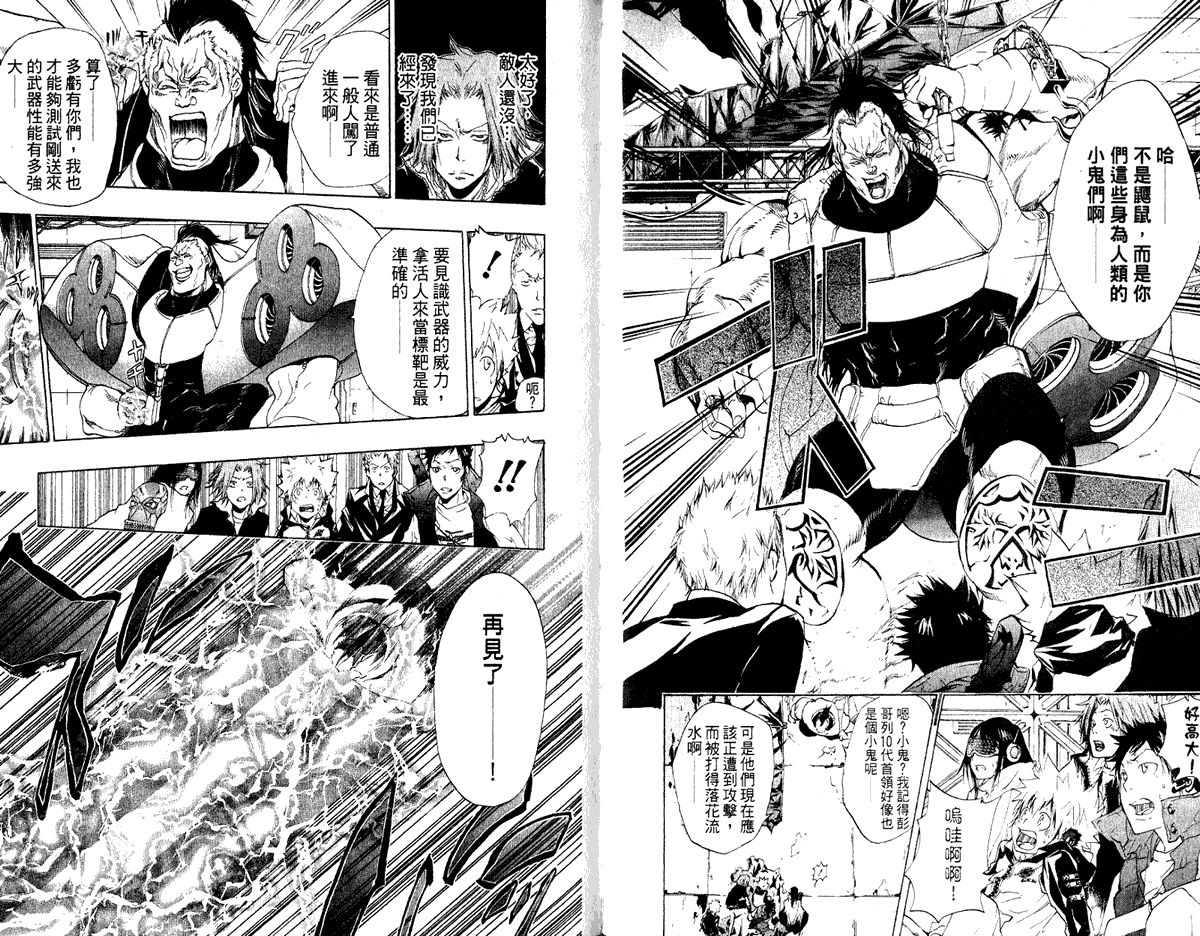 哈
不是鼴鼠，而是你
們這些身為人類的
小鬼們啊——
好高大！
嗚哇啊啊！
嗯？小鬼？我記得彭
哥列10代首領好像也
是個小鬼呢
可是他們現在應
該正遭到攻擊，
而被打得落花流
水啊——
太好了，
敵人還沒
發現我們已
經來了……
看來是普通
一般人闖了
進來啊——
算了——
多虧有你們，我也
才能夠測試剛送來
的武器性能有多強
大——
！
呃？
要見識武器的威力，
拿活人來當標靶是最
準確的——
!!
再見了——！